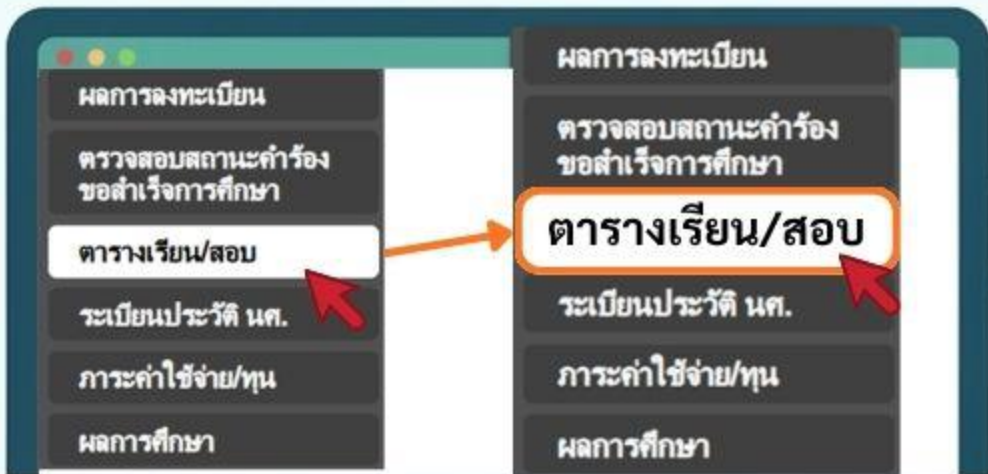 ผลการลงทะเบียน
ตรวจสอบสถานะคำร้อง
ขอสำเร็จการศึกษา
ตารางเรียน/สอบ
ระเบียนประวัติ นศ.
ภาระค่าใช้จ่าย/ทุน
ผลการศึกษา
ผลการลงทะเบียน
ตรวจสอบสถานะคำร้อง
ขอสำเร็จการศึกษา
ตารางเรียน/สอบ
ระเบียนประวัติ นศ.
ภาระค่าใช้จ่าย/ทุน
ผลการศึกษา